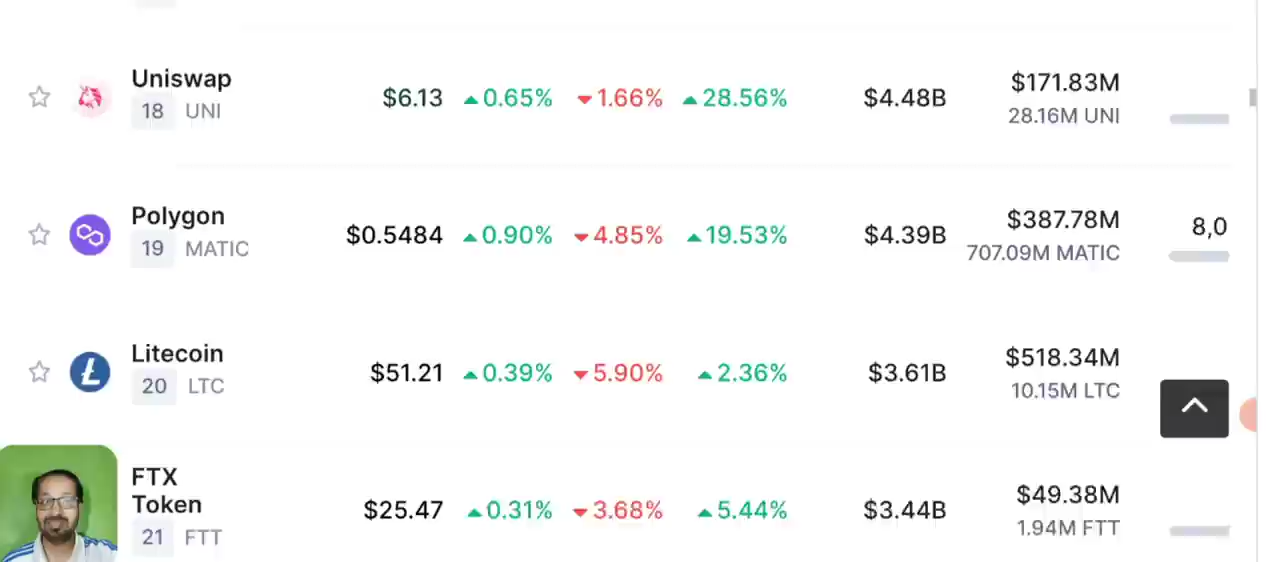 Uniswap
18 UNI
$6.13 0.65% 1.66% 28.56% $4.48B
$171.83M
28.16M UNI
Polygon
19 MATIC
$0.5484 0.90% 4.85% 19.53% $4.39B
$387.78M
707.09M MATIC
8,0
Litecoin
20 LTC
$51.21 0.39% 5.90% 2.36% $3.61B
$518.34M
10.15M LTC
FTX
Token
21 FTT
$25.47 0.31% 3.68% 5.44% $3.44B
$49.38M
1.94M FTT